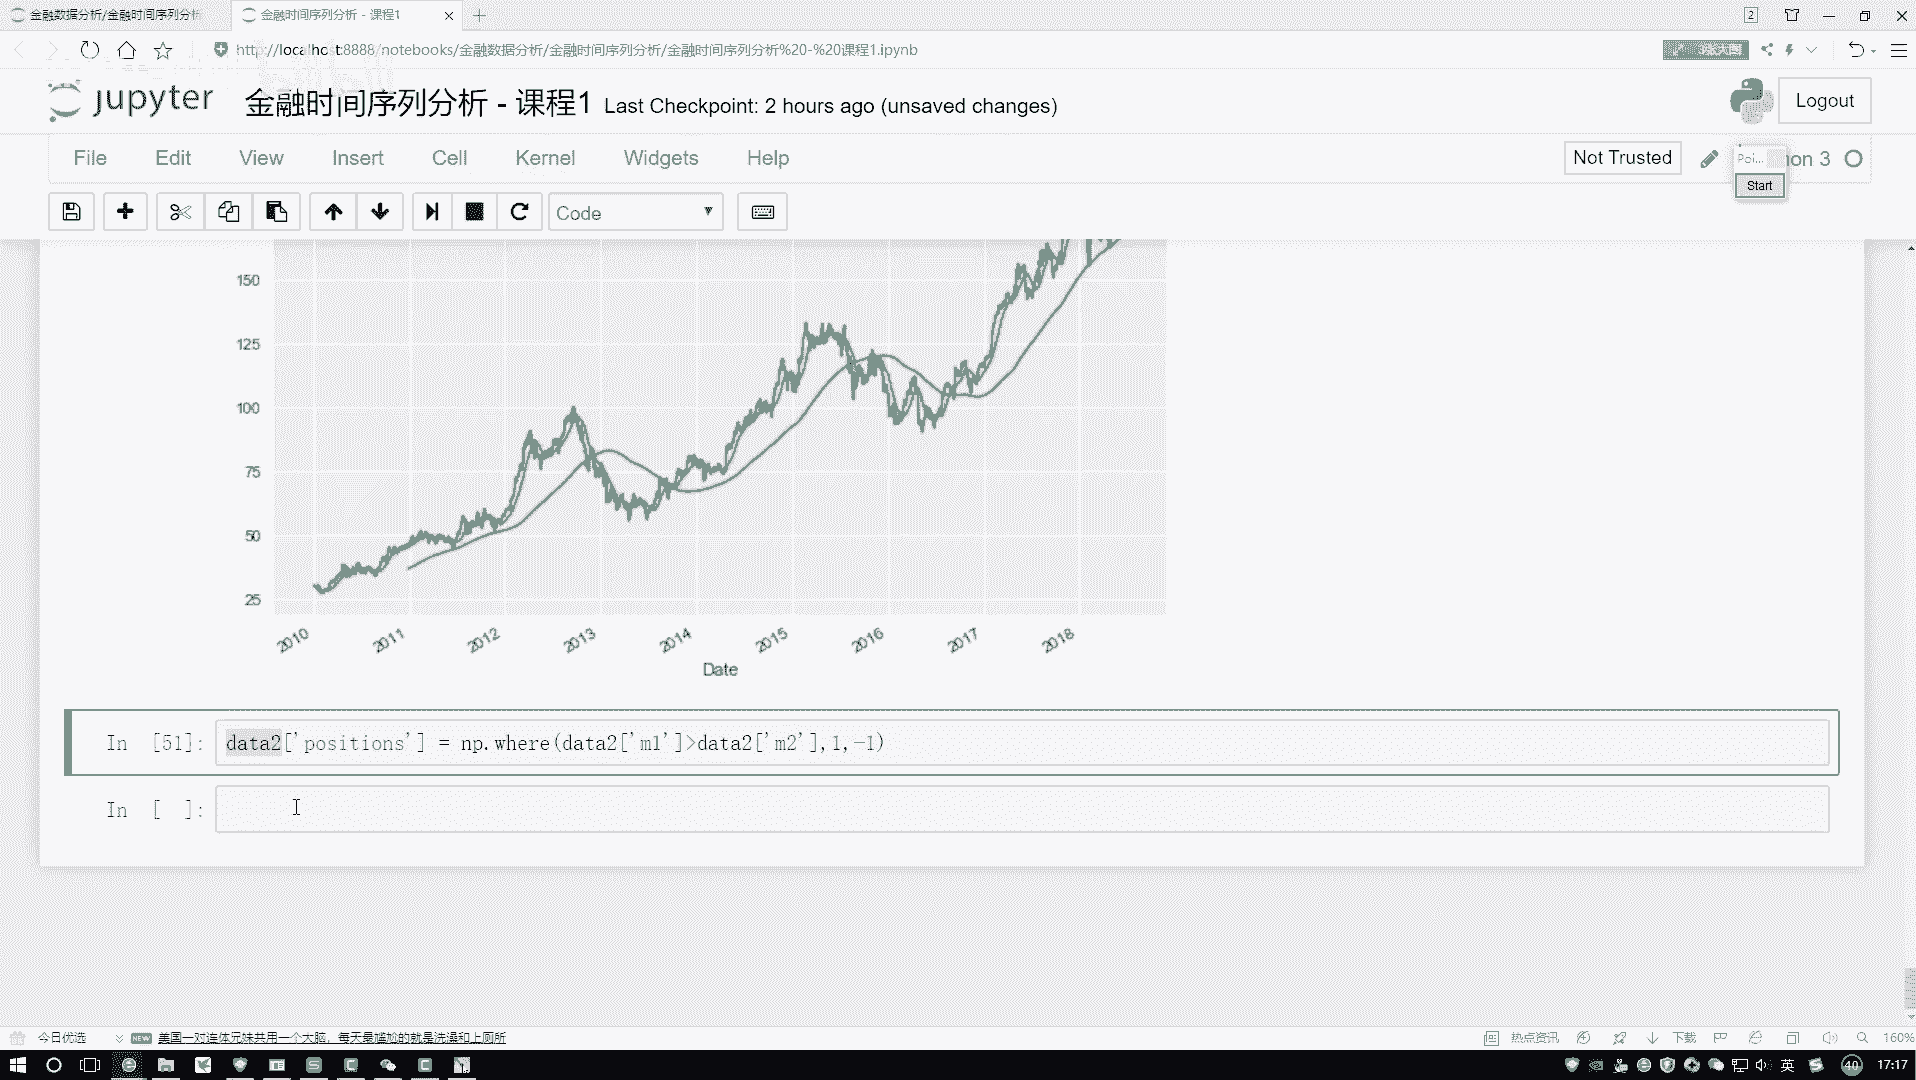 金融数据分析/金融时间序列分析
金融时间序列分析 - 课程1
2
http://localhost:8888/notebooks/金融数据分析/金融时间序列分析/金融时间序列分析%20-%20课程1.ipynb
jupyter
金融时间序列分析 - 课程1 Last Checkpoint: 2 hours ago (unsaved changes)
Logout
File Edit View Insert Cell Kernel Widgets Help
Not Trusted
Poi...
hon 3
Start
Code
150
125
100
75
50
25
2010 2011 2012 2013 2014 2015 2016 2017 2018
Date
In [51]: data2['positions'] = np.where(data2['m1']>data2['m2'],1,-1)
In [ ]:
今日优选
NEW
美国一对连体兄妹共用一个大脑，每天最尴尬的就是洗澡和上厕所
热点资讯
下载
160%
英
40
17:17